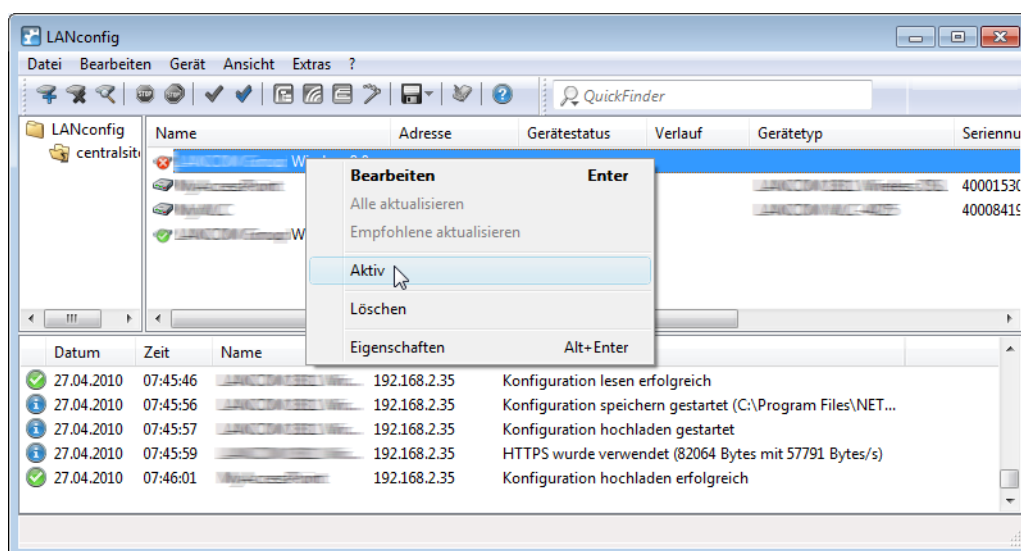 LANconfig
Datei Bearbeiten Gerät Ansicht Extras ?
QuickFinder
LANconfig
centralsit
Name Adresse Gerätestatus Verlauf Gerätetyp Seriennu
40001530
40008419
W
Bearbeiten Enter
Alle aktualisieren
Empfohlene aktualisieren
Aktiv
Löschen
Eigenschaften Alt+Enter
Datum Zeit Name
27.04.2010 07:45:46 192.168.2.35 Konfiguration lesen erfolgreich
27.04.2010 07:45:56 192.168.2.35 Konfiguration speichern gestartet (C:\Program Files\NET...
27.04.2010 07:45:57 192.168.2.35 Konfiguration hochladen gestartet
27.04.2010 07:45:59 192.168.2.35 HTTPS wurde verwendet (82064 Bytes mit 57791 Bytes/s)
27.04.2010 07:46:01 192.168.2.35 Konfiguration hochladen erfolgreich